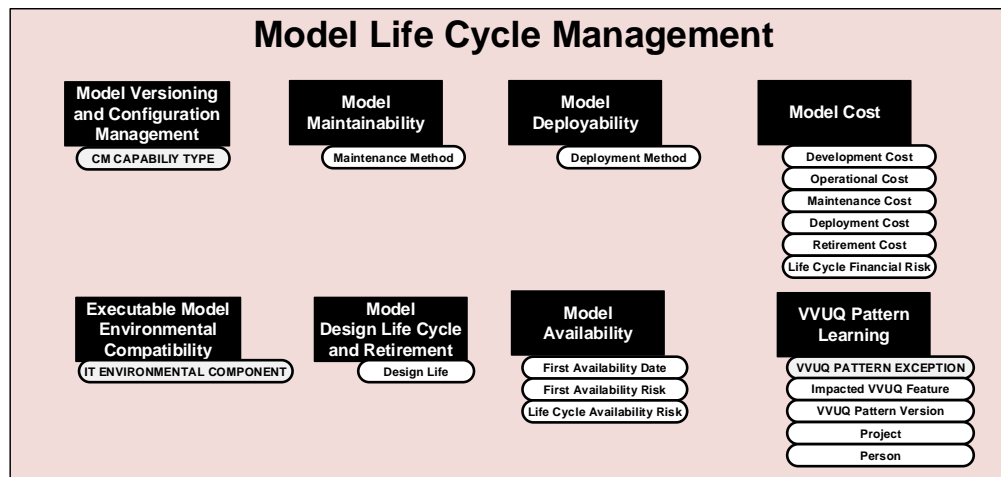 Model Life Cycle Management
Model Versioning
and Configuration
Management
CM CAPABILIY TYPE
Model
Maintainability
Maintenance Method
Model
Deployability
Deployment Method
Model Cost
Development Cost
Operational Cost
Maintenance Cost
Deployment Cost
Retirement Cost
Life Cycle Financial Risk
Executable Model
Environmental
Compatibility
IT ENVIRONMENTAL COMPONENT
Model
Design Life Cycle
and Retirement
Design Life
Model
Availability
First Availability Date
First Availability Risk
Life Cycle Availability Risk
VVUQ Pattern
Learning
VVUQ PATTERN EXCEPTION
Impacted VVUQ Feature
VVUQ Pattern Version
Project
Person